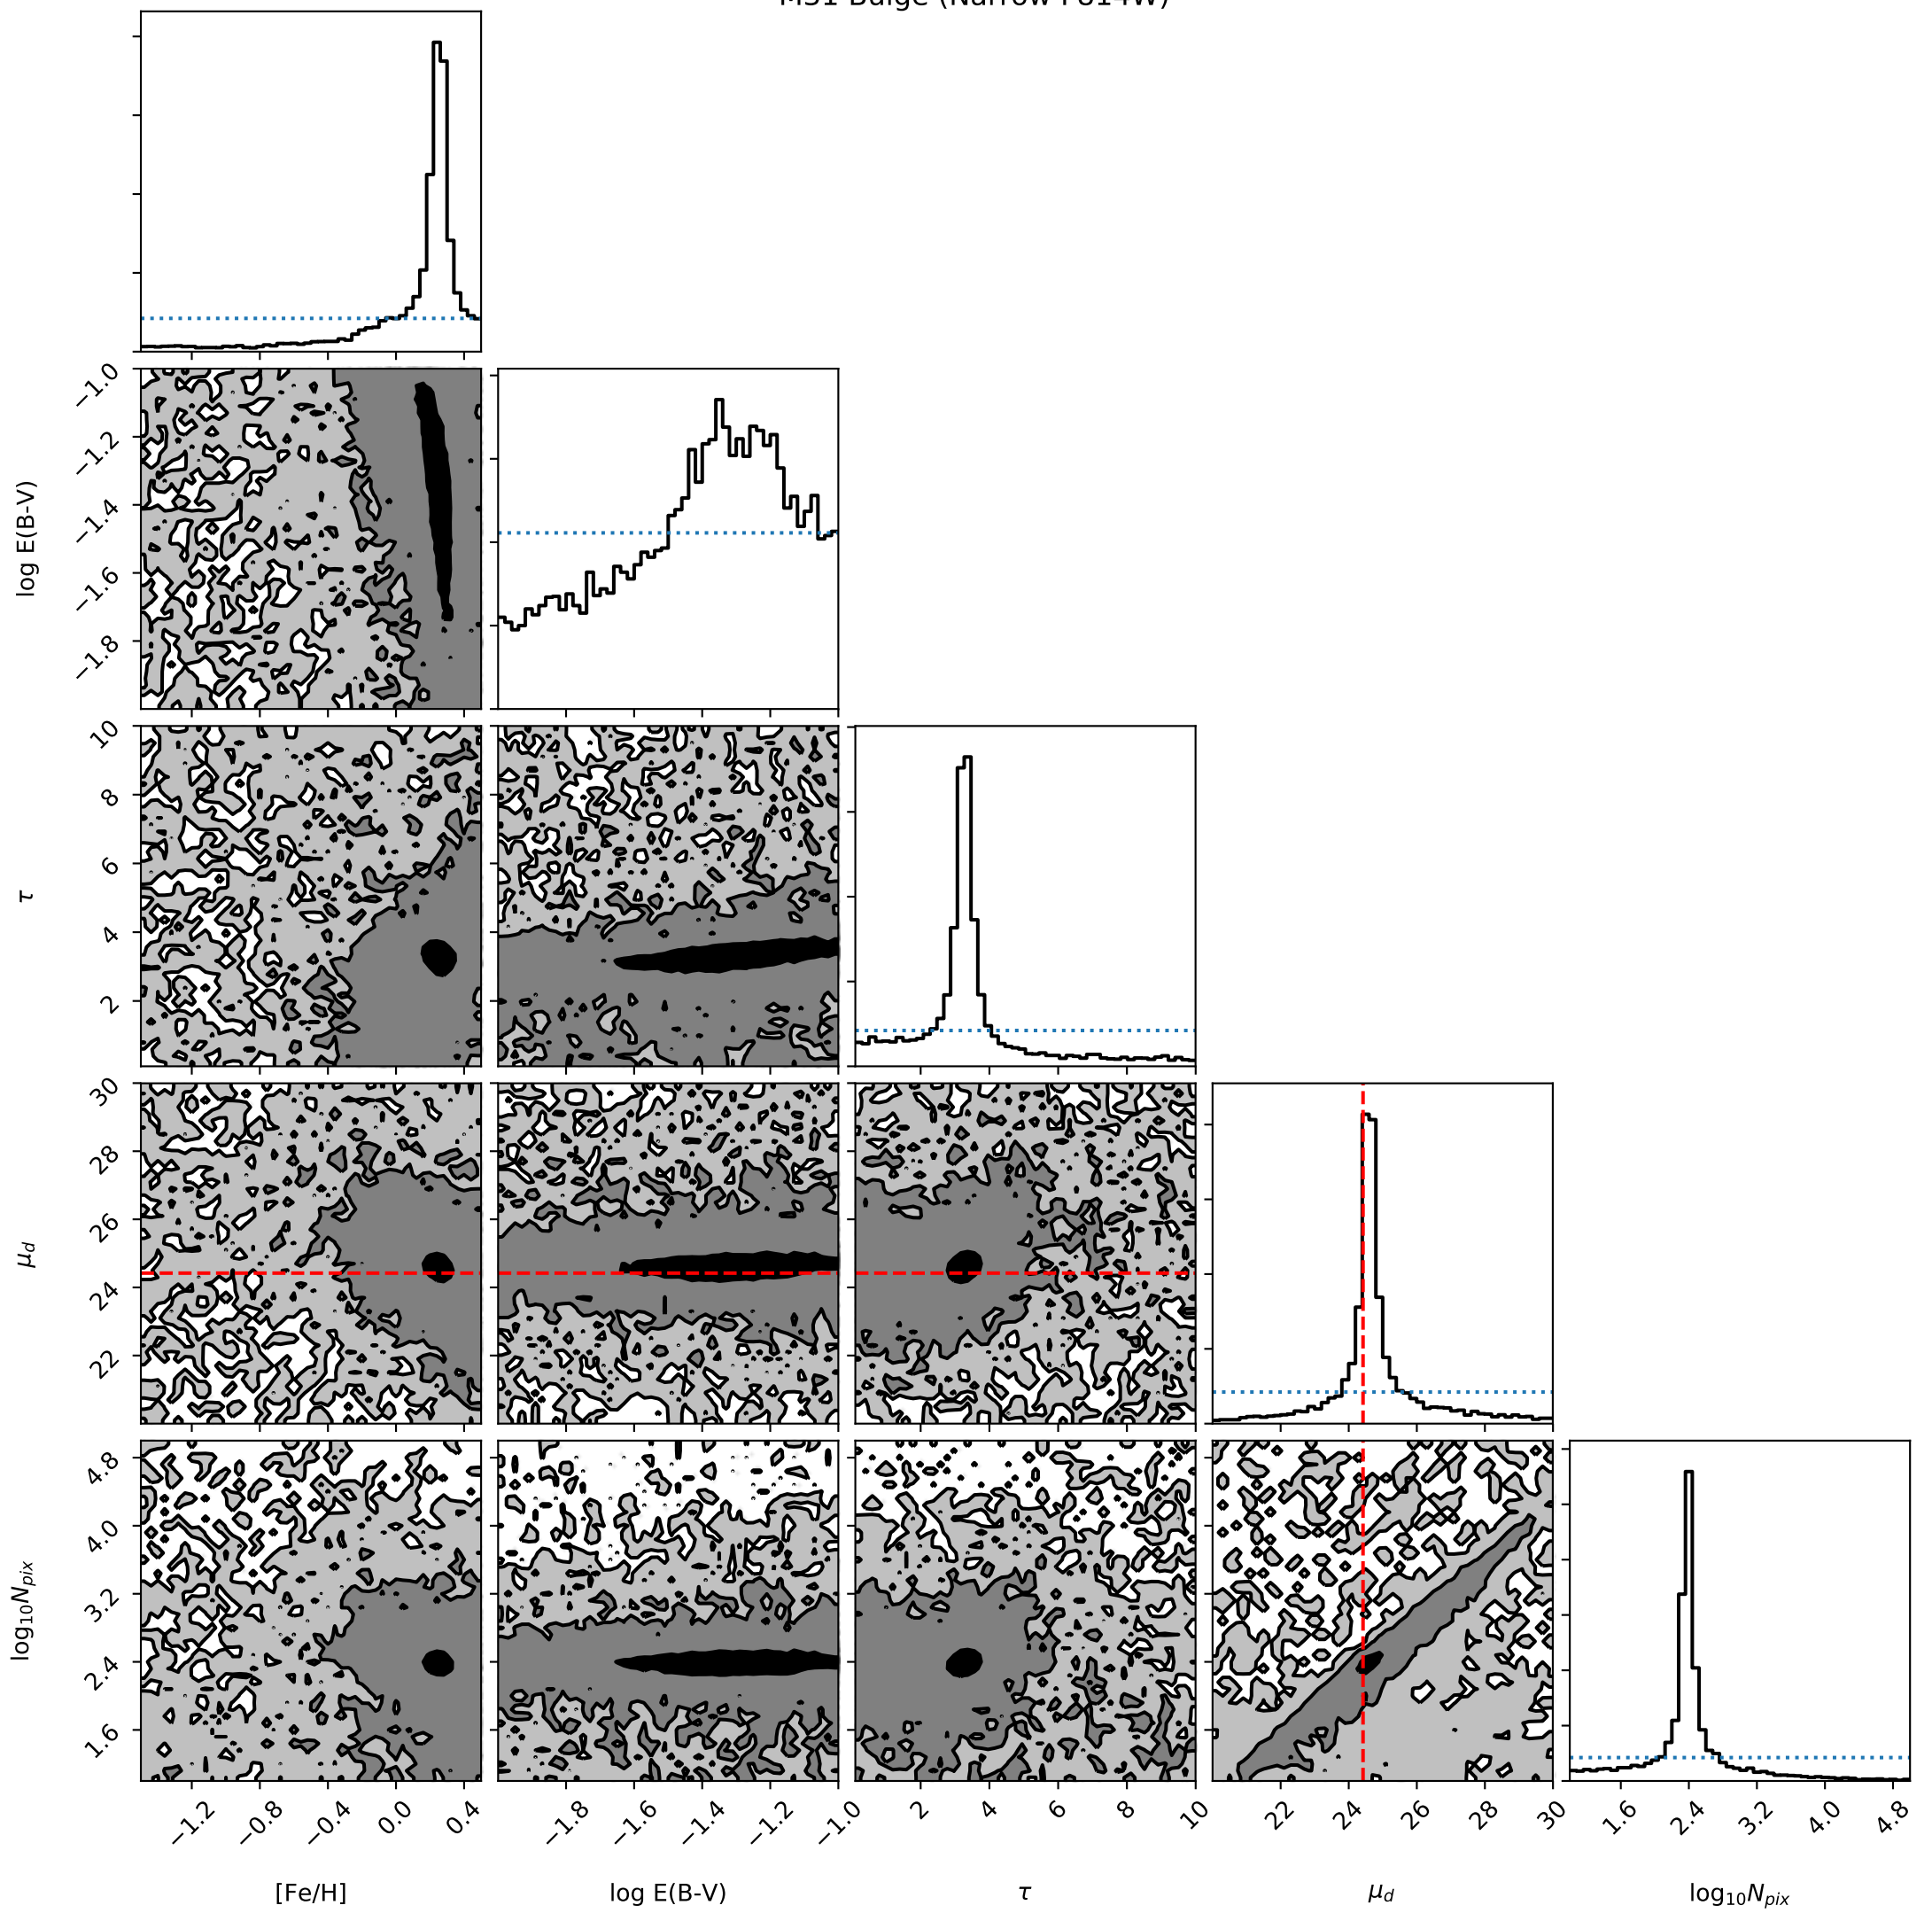 M31 Bulge (Narrow F814W)
−1.0
−1.2
−1.4
−1.6
−1.8
log E(B-V)
10
8
6
4
2
τ
30
28
26
24
22
μ_d
4.8
4.0
3.2
2.4
1.6
log₁₀N_pix
−1.2 −0.8 −0.4 0.0 0.4
−1.8 −1.6 −1.4 −1.2 −1.0
2 4 6 8 10
22 24 26 28 30
1.6 2.4 3.2 4.0 4.8
[Fe/H]
log E(B-V)
τ
μ_d
log₁₀N_pix